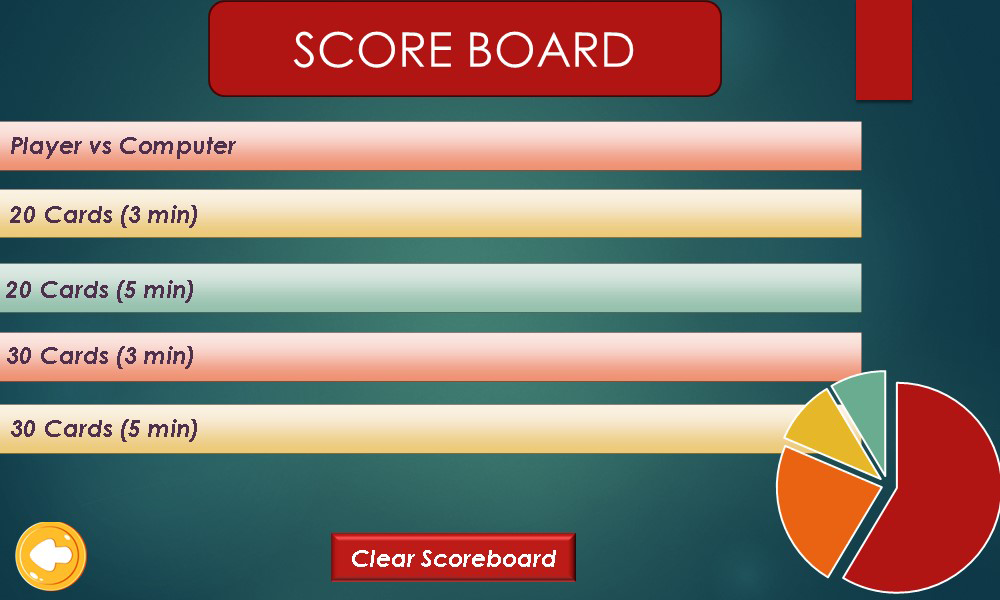 SCORE BOARD
Player vs Computer
20 Cards (3 min)
20 Cards (5 min)
30 Cards (3 min)
30 Cards (5 min)
Clear Scoreboard